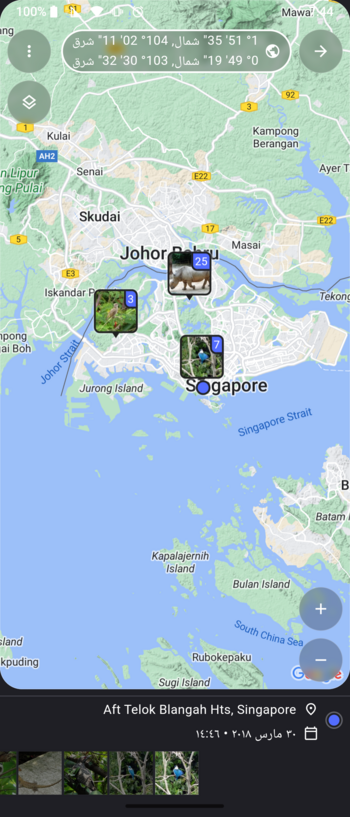 100%
9:44
Mawa
1° 51′ 35″ شمال, 104° 02′ 11″ شرق
0° 49′ 19″ شمال, 103° 30′ 32″ شرق
92
3
1
Kulai
Kampong
Berangan
AH2
Senai
Ayer T
n Lipur
ng Pulai
E22
Skudai
E22
17
5
Masai
Johor Bahru
25
E3
Iskandar P
3
Tekong
7
mpong
gai Boh
Johor Strait
Jurong Island
Singapore
Singapore Strait
B
Batam I
Kapalajernih
Island
Bulan Island
South China Sea
sland
Rubokepaku
kpuding
Google
Sugi Island
Aft Telok Blangah Hts, Singapore
٣٠ مارس ٢٠١٨ • ١٤:٤٦